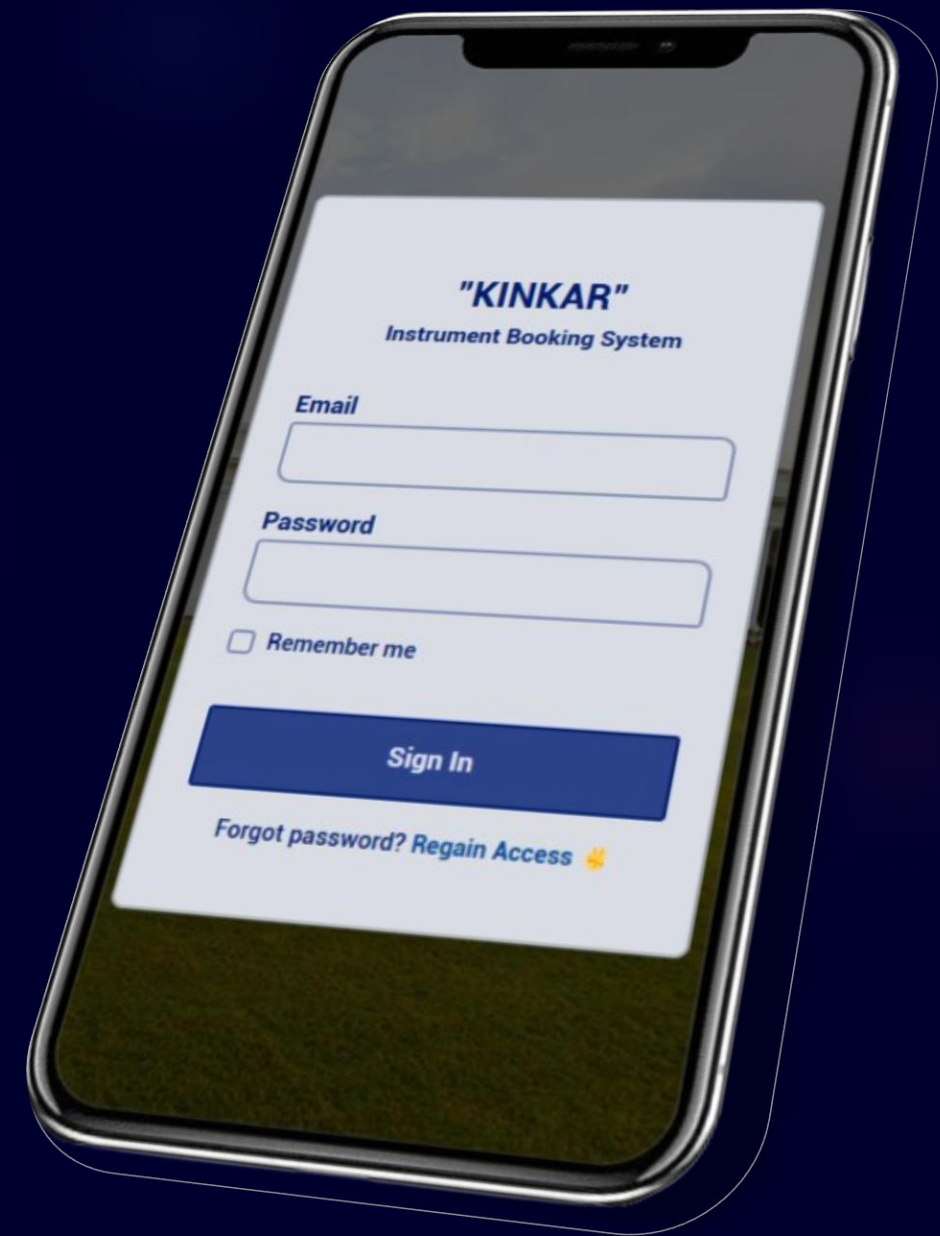 "KINKAR"
Instrument Booking System
Email
Password
Remember me
Sign In
Forgot password? Regain Access ✌️